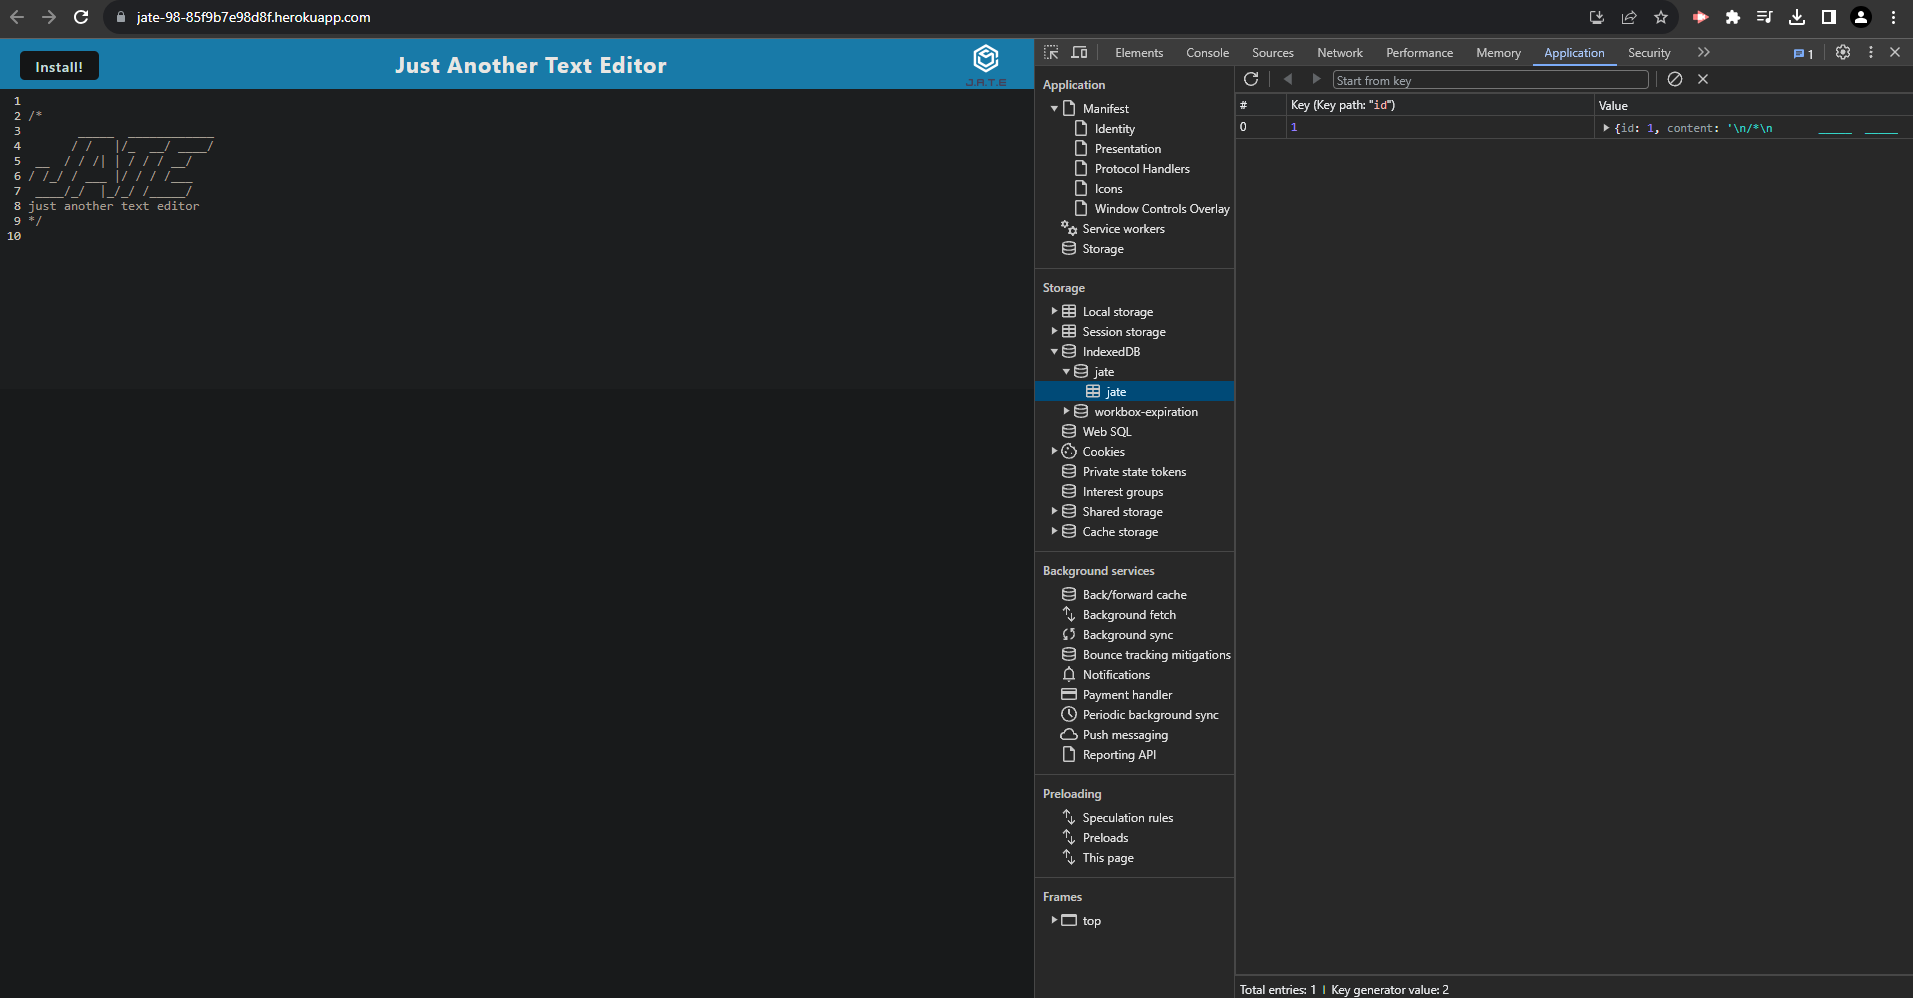 jate-98-85f9b7e98d8f.herokuapp.com
Install!
Just Another Text Editor
J.A.T.E
1
2 /*
3         _____  ____________
4       / /   |/_  __/ ____/
5  __  / / /| | / / / __/
6 / /_/ / ___ |/ / / /___
7  ____/_/  |_/_/ /_____/
8 just another text editor
9 */
10
Elements Console Sources Network Performance Memory Application Security 1
Application
Manifest
Identity
Presentation
Protocol Handlers
Icons
Window Controls Overlay
Service workers
Storage
Storage
Local storage
Session storage
IndexedDB
jate
jate
workbox-expiration
Web SQL
Cookies
Private state tokens
Interest groups
Shared storage
Cache storage
Background services
Back/forward cache
Background fetch
Background sync
Bounce tracking mitigations
Notifications
Payment handler
Periodic background sync
Push messaging
Reporting API
Preloading
Speculation rules
Preloads
This page
Frames
top
Start from key
# Key (Key path: "id") Value
0 1 {id: 1, content: '\n/*\n       _____  _____
Total entries: 1 | Key generator value: 2